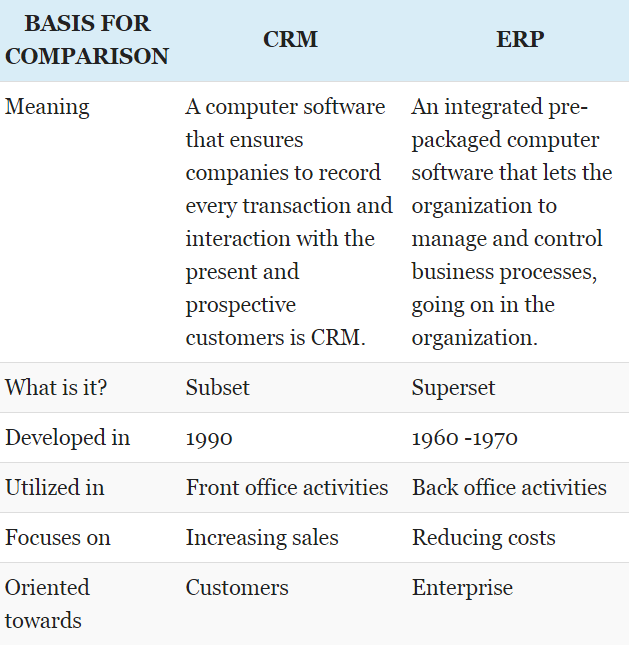 BASIS FOR
COMPARISON
CRM
ERP
Meaning
A computer software
that ensures
companies to record
every transaction and
interaction with the
present and
prospective
customers is CRM.
An integrated pre-
packaged computer
software that lets the
organization to
manage and control
business processes,
going on in the
organization.
What is it?
Subset
Superset
Developed in
1990
1960 -1970
Utilized in
Front office activities
Back office activities
Focuses on
Increasing sales
Reducing costs
Oriented
towards
Customers
Enterprise